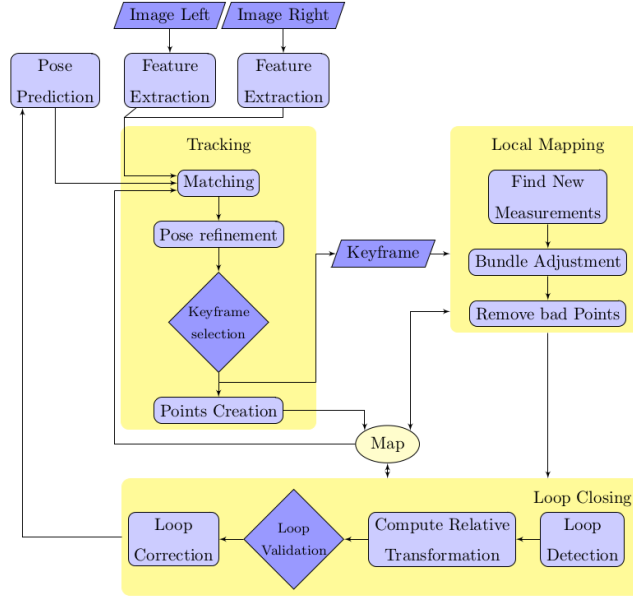 Image Left
Image Right
Pose
Prediction
Feature
Extraction
Feature
Extraction
Tracking
Matching
Pose refinement
Keyframe
selection
Points Creation
Keyframe
Local Mapping
Find New
Measurements
Bundle Adjustment
Remove bad Points
Map
Loop Closing
Loop
Correction
Loop
Validation
Compute Relative
Transformation
Loop
Detection